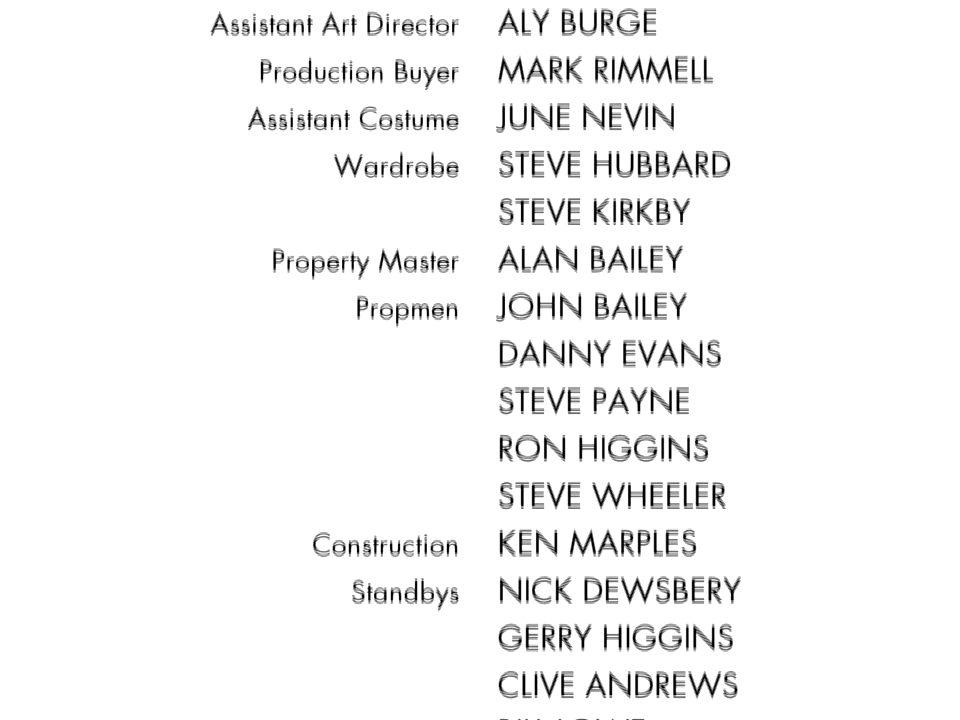 Assistant Art Director ALY BURGE
Production Buyer MARK RIMMELL
Assistant Costume JUNE NEVIN
Wardrobe STEVE HUBBARD
STEVE KIRKBY
Property Master ALAN BAILEY
Propmen JOHN BAILEY
DANNY EVANS
STEVE PAYNE
RON HIGGINS
STEVE WHEELER
Construction KEN MARPLES
Standbys NICK DEWSBERY
GERRY HIGGINS
CLIVE ANDREWS